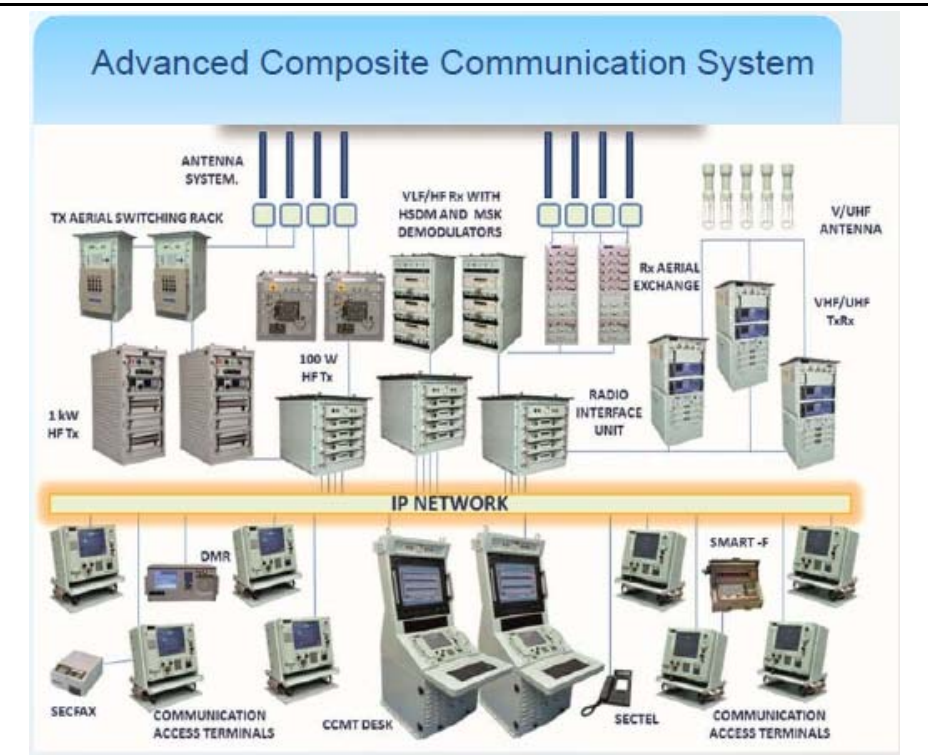 Advanced Composite Communication System
ANTENNA
SYSTEM.
TX AERIAL SWITCHING RACK
VLF/HF Rx WITH
HSDM AND MSK
DEMODULATORS
V/UHF
ANTENNA
Rx AERIAL
EXCHANGE
VHF/UHF
TxRx
100 W
HF Tx
1 kW
HF Tx
RADIO
INTERFACE
UNIT
IP NETWORK
DMR
SMART -F
SECFAX
COMMUNICATION
ACCESS TERMINALS
CCMT DESK
SECTEL
COMMUNICATION
ACCESS TERMINALS